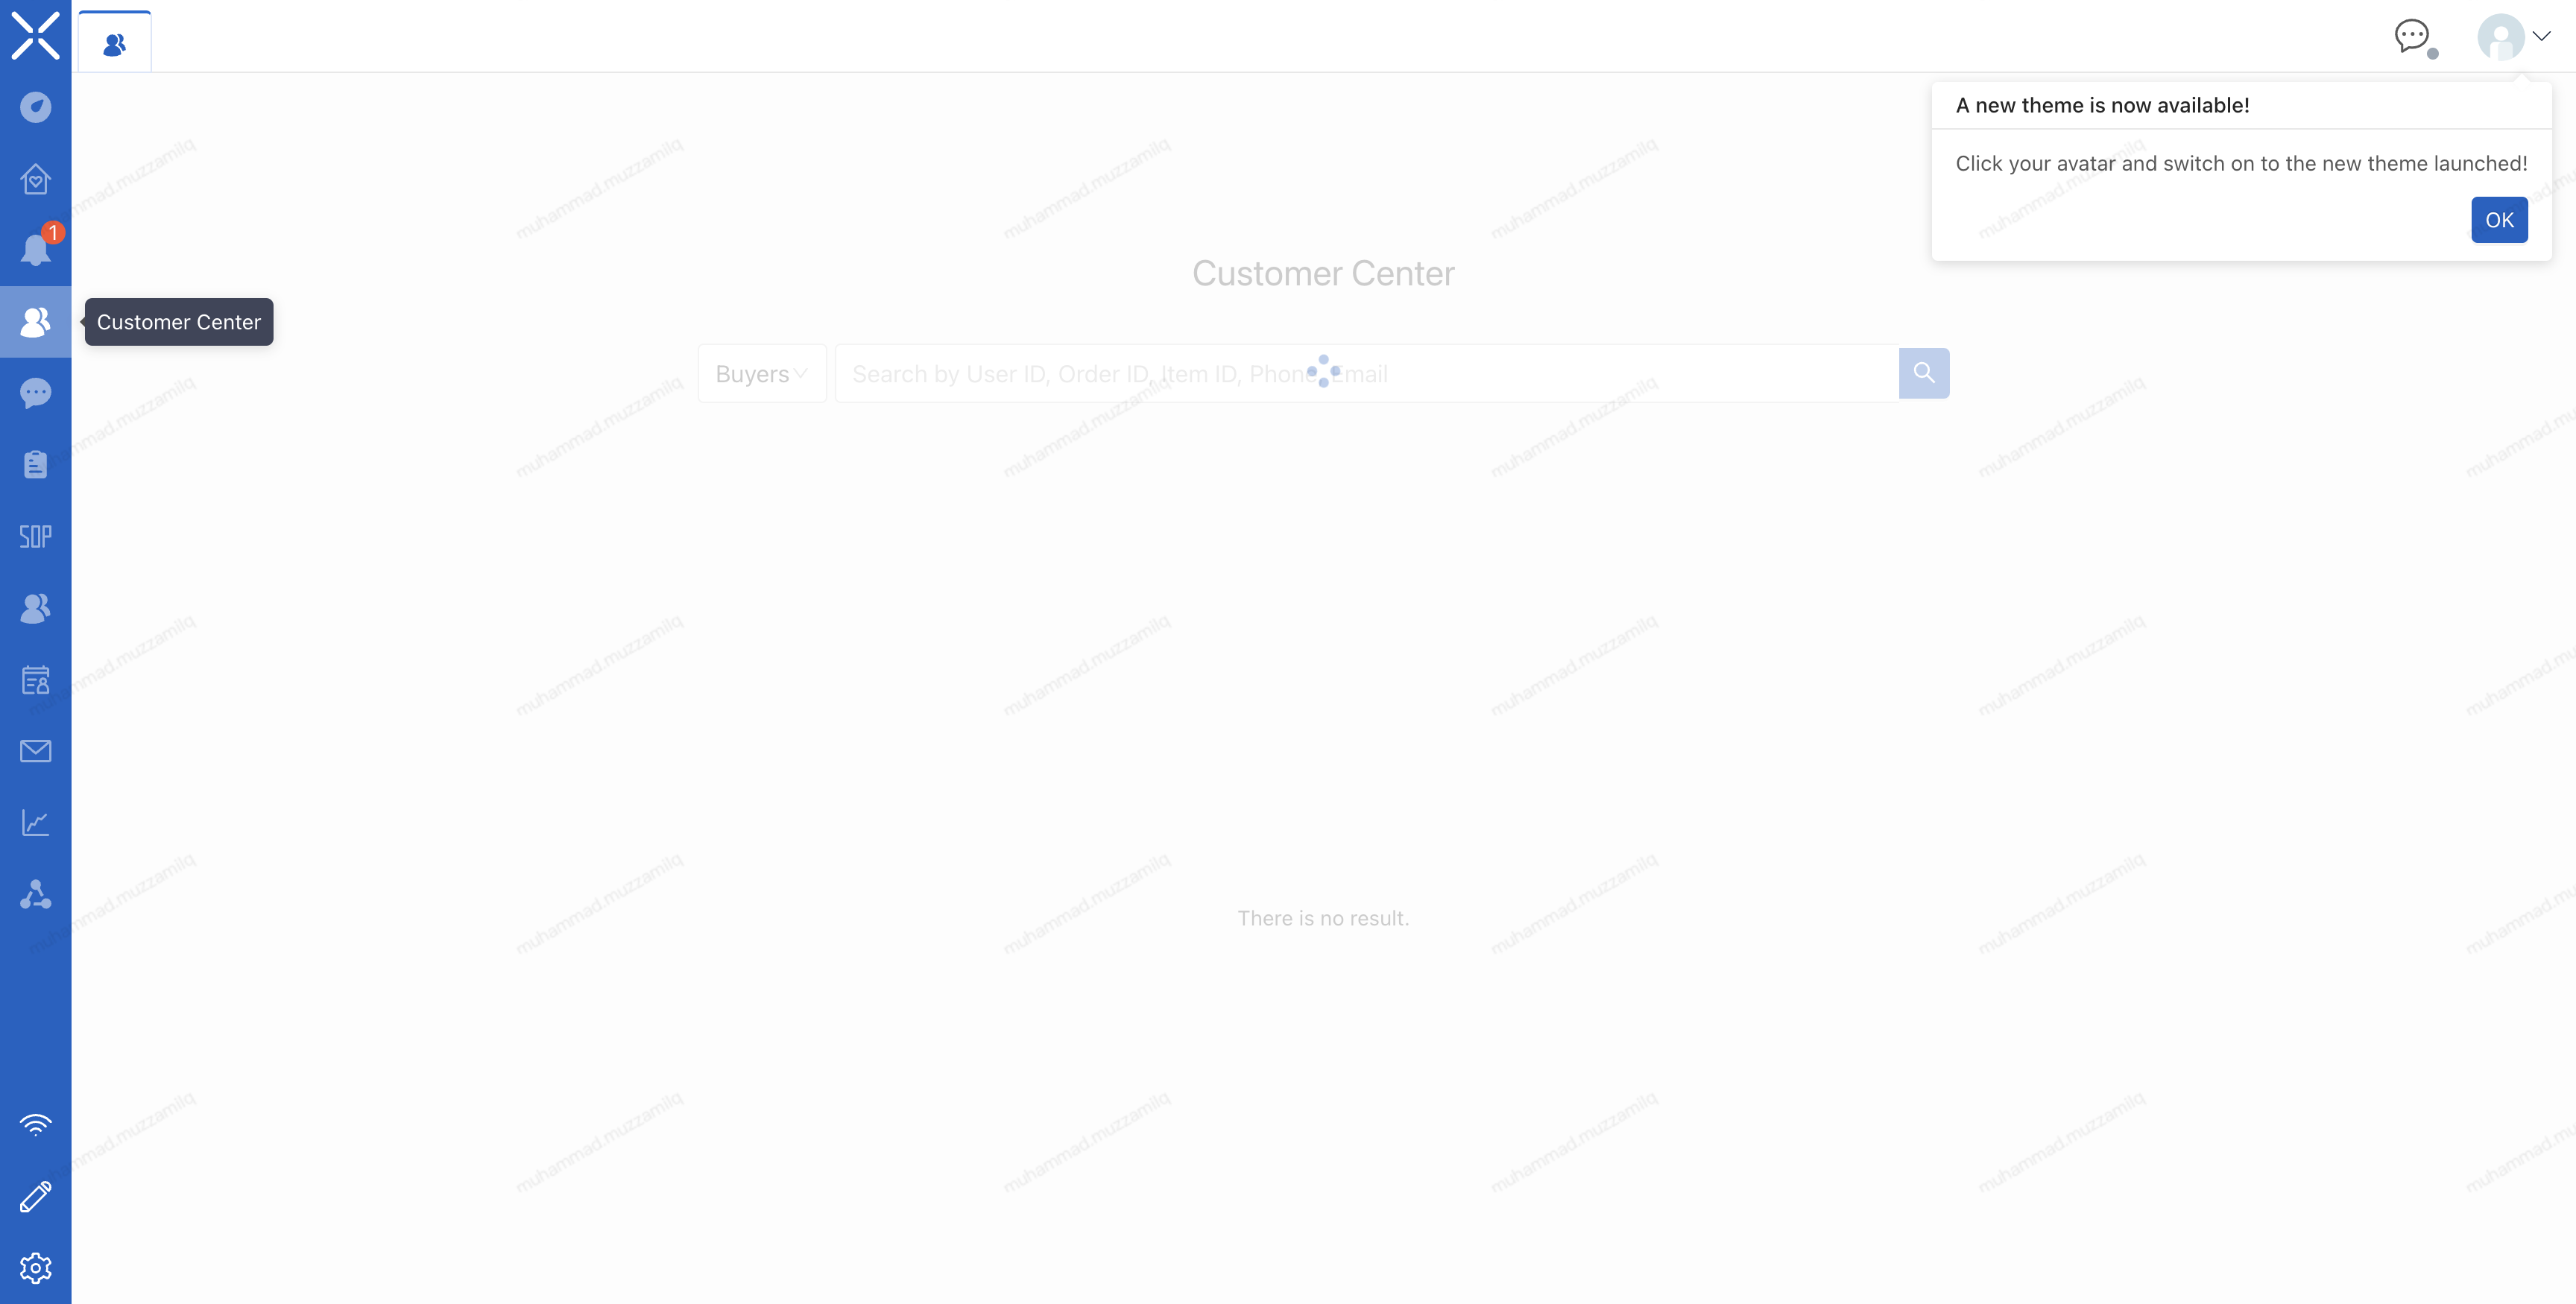 A new theme is now available!
Click your avatar and switch on to the new theme launched!
OK
1
Customer Center
Customer Center
Buyers
Search by User ID, Order ID, Item ID, Phone, Email
SOP
There is no result.
muhammad.muzzamilq